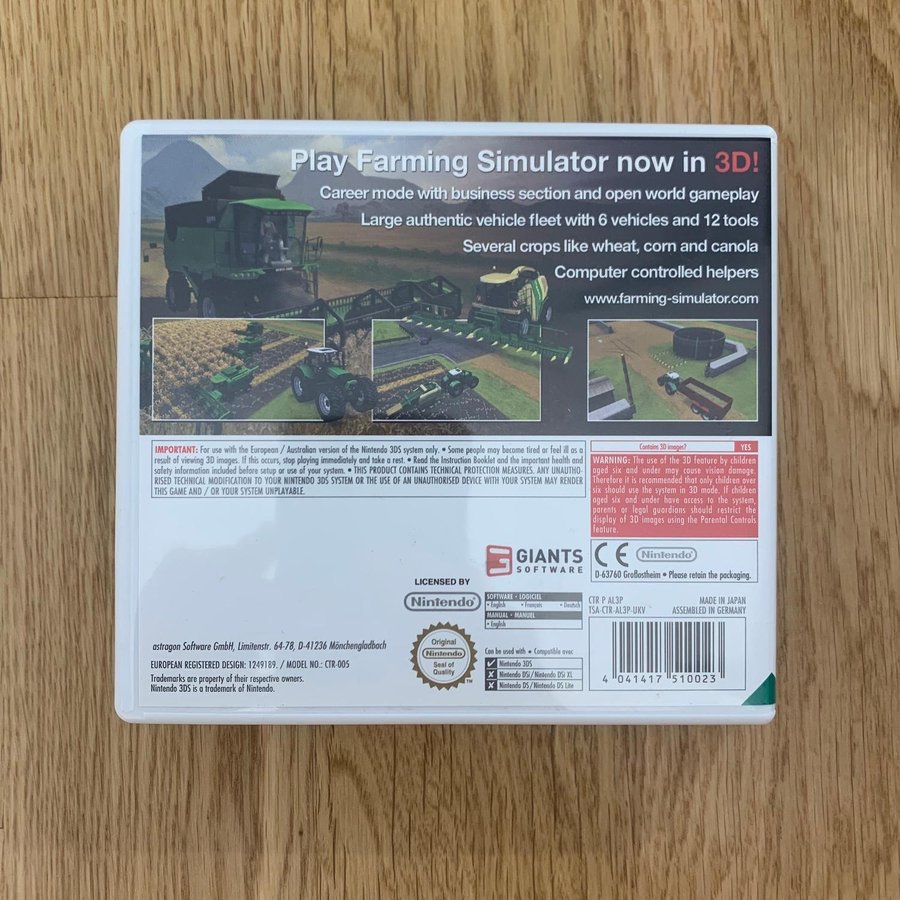 Play Farming Simulator now in 3D!
Career mode with business section and open world gameplay
Large authentic vehicle fleet with 6 vehicles and 12 tools
Several crops like wheat, corn and canola
Computer controlled helpers
www.farming-simulator.com
IMPORTANT: For use with the European / Australian version of the Nintendo 3DS system only. • Some people may become tired or feel ill as a
result of viewing 3D images. If this occurs, stop playing immediately and take a rest. • Read the Instruction Booklet and the important health and
safety information included before setup or use of your system. • THIS PRODUCT CONTAINS TECHNICAL PROTECTION MEASURES. ANY UNAUTHO-
RISED TECHNICAL MODIFICATION TO YOUR NINTENDO 3DS SYSTEM OR THE USE OF AN UNAUTHORISED DEVICE WITH YOUR SYSTEM MAY RENDER
THIS GAME AND / OR YOUR SYSTEM UNPLAYABLE.
Contains 3D images? YES
WARNING: The use of the 3D feature by children
aged six and under may cause vision damage.
Therefore it is recommended that only children over
six should use the system in 3D mode. If children
aged six and under have access to the system,
parents or legal guardians should restrict the
display of 3D images using the Parental Controls
feature.
GIANTS
SOFTWARE
CE Nintendo
D-63760 Großostheim • Please retain the packaging.
LICENSED BY
Nintendo
SOFTWARE • LOGICIEL
• English • Français • Deutsch
MANUAL • MANUEL
• English
CTR P AL3P MADE IN JAPAN
TSA-CTR-AL3P-UKV ASSEMBLED IN GERMANY
Original
Nintendo
Seal of
Quality
TM
Can be used with • Compatible avec
Nintendo 3DS
Nintendo DSi / Nintendo DSi XL
Nintendo DS / Nintendo DS Lite
4 041417 510023
astragon Software GmbH, Limitenstr. 64-78, D-41236 Mönchengladbach
EUROPEAN REGISTERED DESIGN: 1249189. / MODEL NO.: CTR-005
Trademarks are property of their respective owners.
Nintendo 3DS is a trademark of Nintendo.